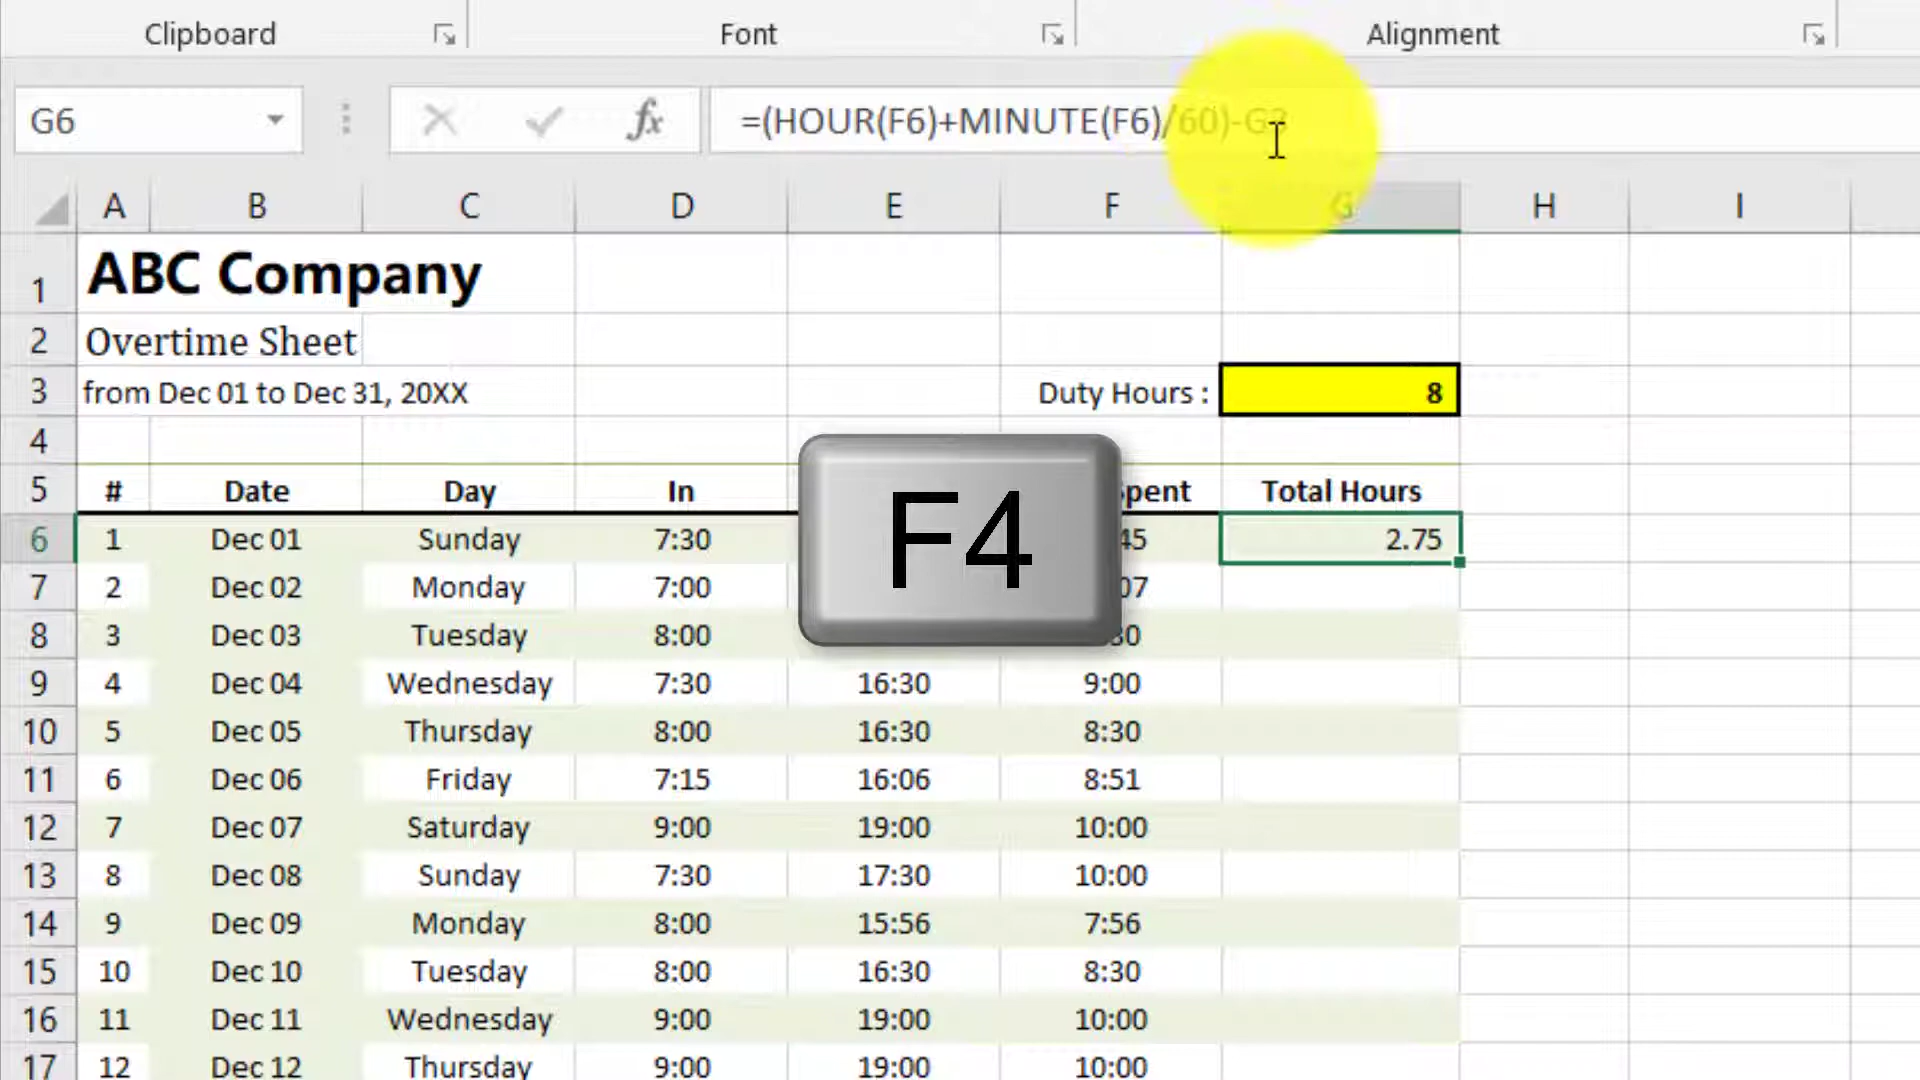 Clipboard Font Alignment
G6 fx =(HOUR(F6)+MINUTE(F6)/60)-G3
A B C D E F G H I
1 ABC Company
2 Overtime Sheet
3 from Dec 01 to Dec 31, 20XX Duty Hours : 8
4
5 # Date Day In Total Hours
6 1 Dec 01 Sunday 7:30 2.75
7 2 Dec 02 Monday 7:00
8 3 Dec 03 Tuesday 8:00
F4
9 4 Dec 04 Wednesday 7:30 16:30 9:00
10 5 Dec 05 Thursday 8:00 16:30 8:30
11 6 Dec 06 Friday 7:15 16:06 8:51
12 7 Dec 07 Saturday 9:00 19:00 10:00
13 8 Dec 08 Sunday 7:30 17:30 10:00
14 9 Dec 09 Monday 8:00 15:56 7:56
15 10 Dec 10 Tuesday 8:00 16:30 8:30
16 11 Dec 11 Wednesday 9:00 19:00 10:00
17 12 Dec 12 Thursday 9:00 19:00 10:00